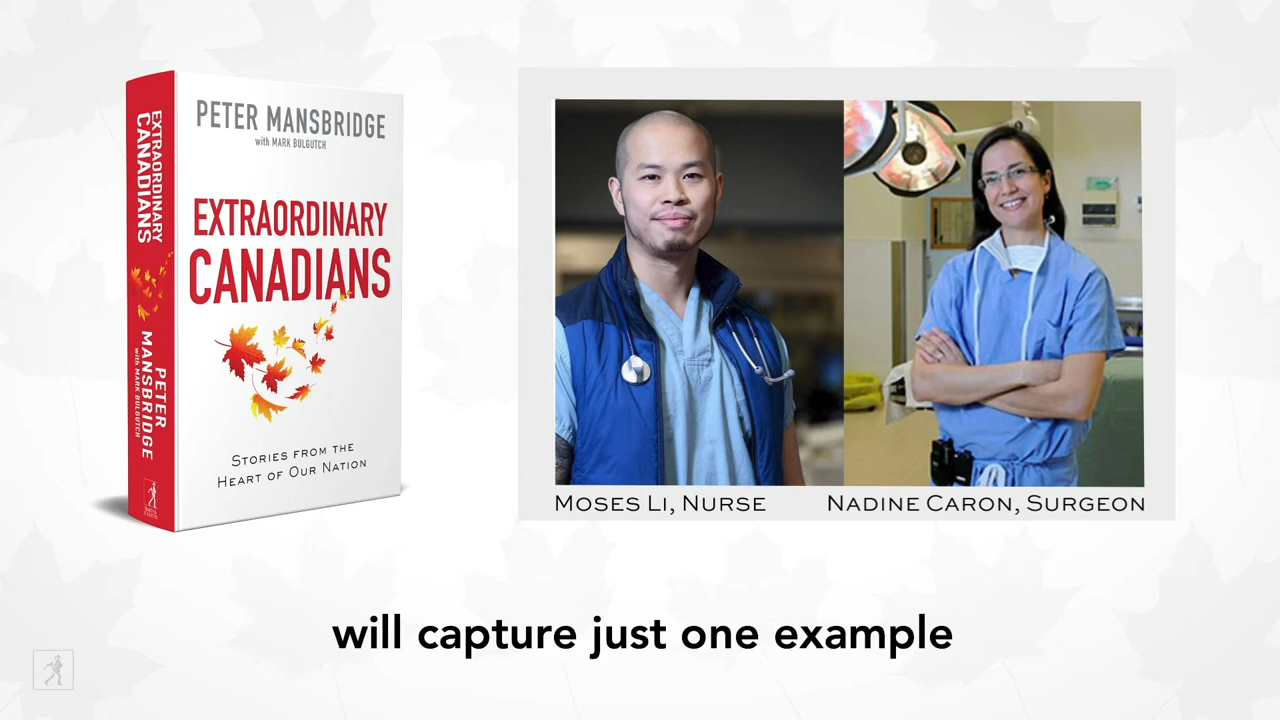 EXTRAORDINARY
CANADIANS
PETER
MANSBRIDGE
with MARK BULGUTCH
PETER MANSBRIDGE
with MARK BULGUTCH
EXTRAORDINARY
CANADIANS
STORIES FROM THE
HEART OF OUR NATION
MOSES LI, NURSE
NADINE CARON, SURGEON
will capture just one example